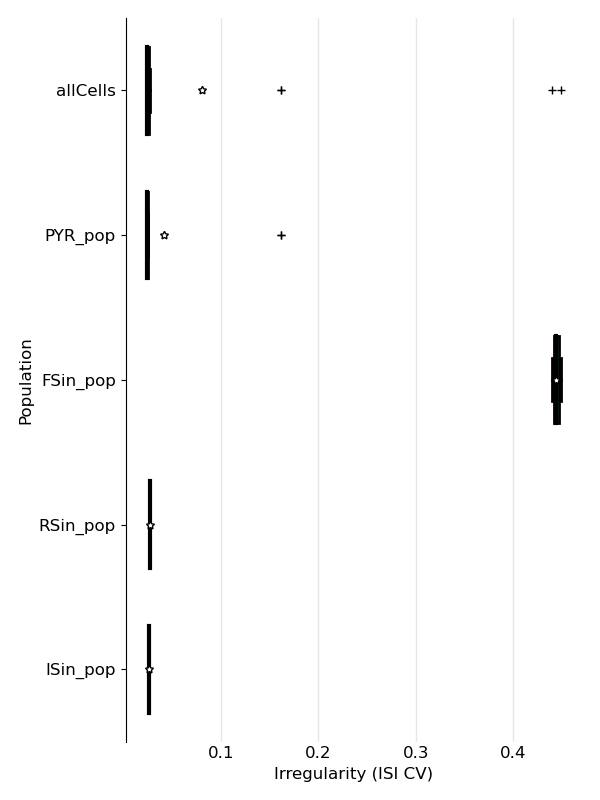 allCells
PYR_pop
FSin_pop
RSin_pop
ISin_pop
Population
0.1 0.2 0.3 0.4
Irregularity (ISI CV)